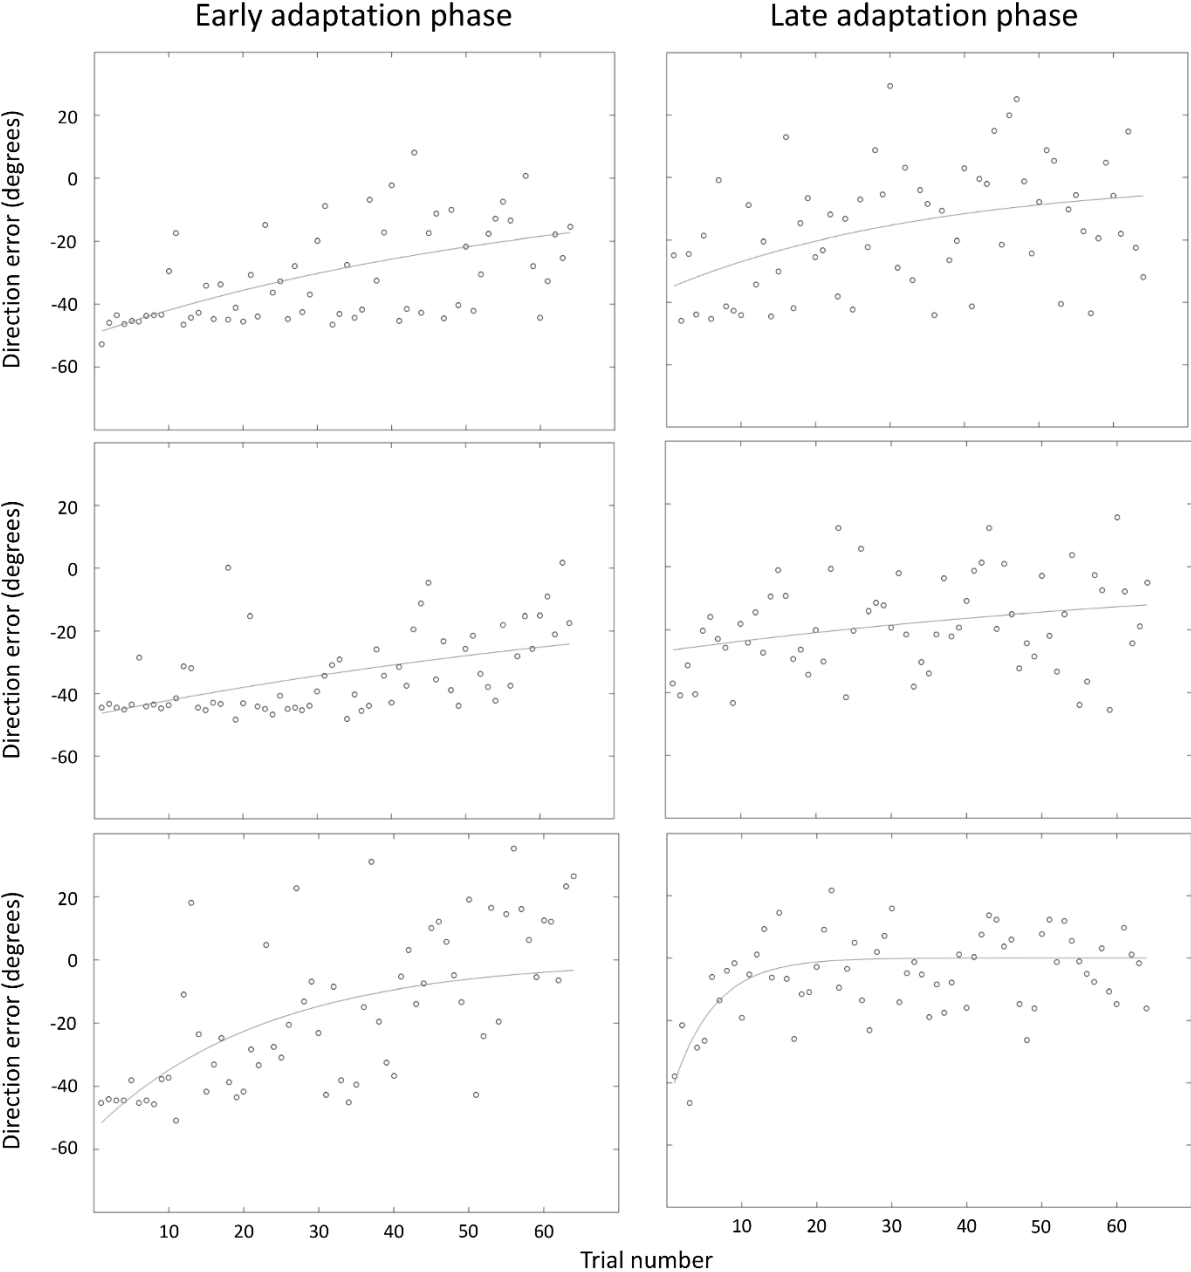 Early adaptation phase
Late adaptation phase
Direction error (degrees)
20
0
-20
-40
-60
Direction error (degrees)
20
0
-20
-40
-60
Direction error (degrees)
20
0
-20
-40
-60
10 20 30 40 50 60
10 20 30 40 50 60
Trial number